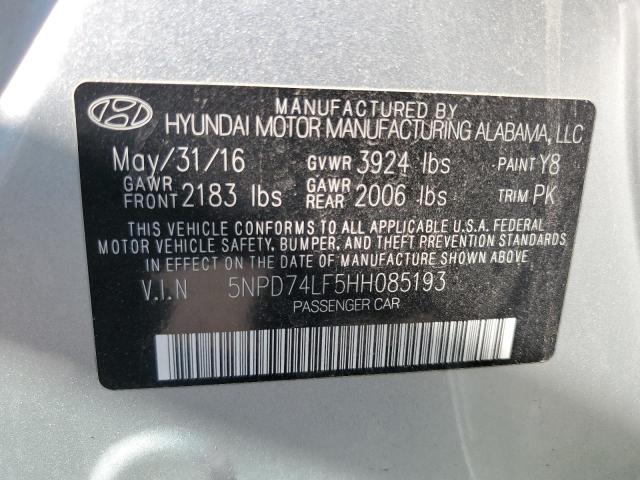 MANUFACTURED BY
HYUNDAI MOTOR MANUFACTURING ALABAMA, LLC
May/31/16 GVWR 3924 lbs PAINT Y8
GAWR FRONT 2183 lbs GAWR REAR 2006 lbs TRIM PK
THIS VEHICLE CONFORMS TO ALL APPLICABLE U.S.A. FEDERAL
MOTOR VEHICLE SAFETY, BUMPER, AND THEFT PREVENTION STANDARDS
IN EFFECT ON THE DATE OF MANUFACTURE SHOWN ABOVE.
V.I.N 5NPD74LF5HH085193
PASSENGER CAR